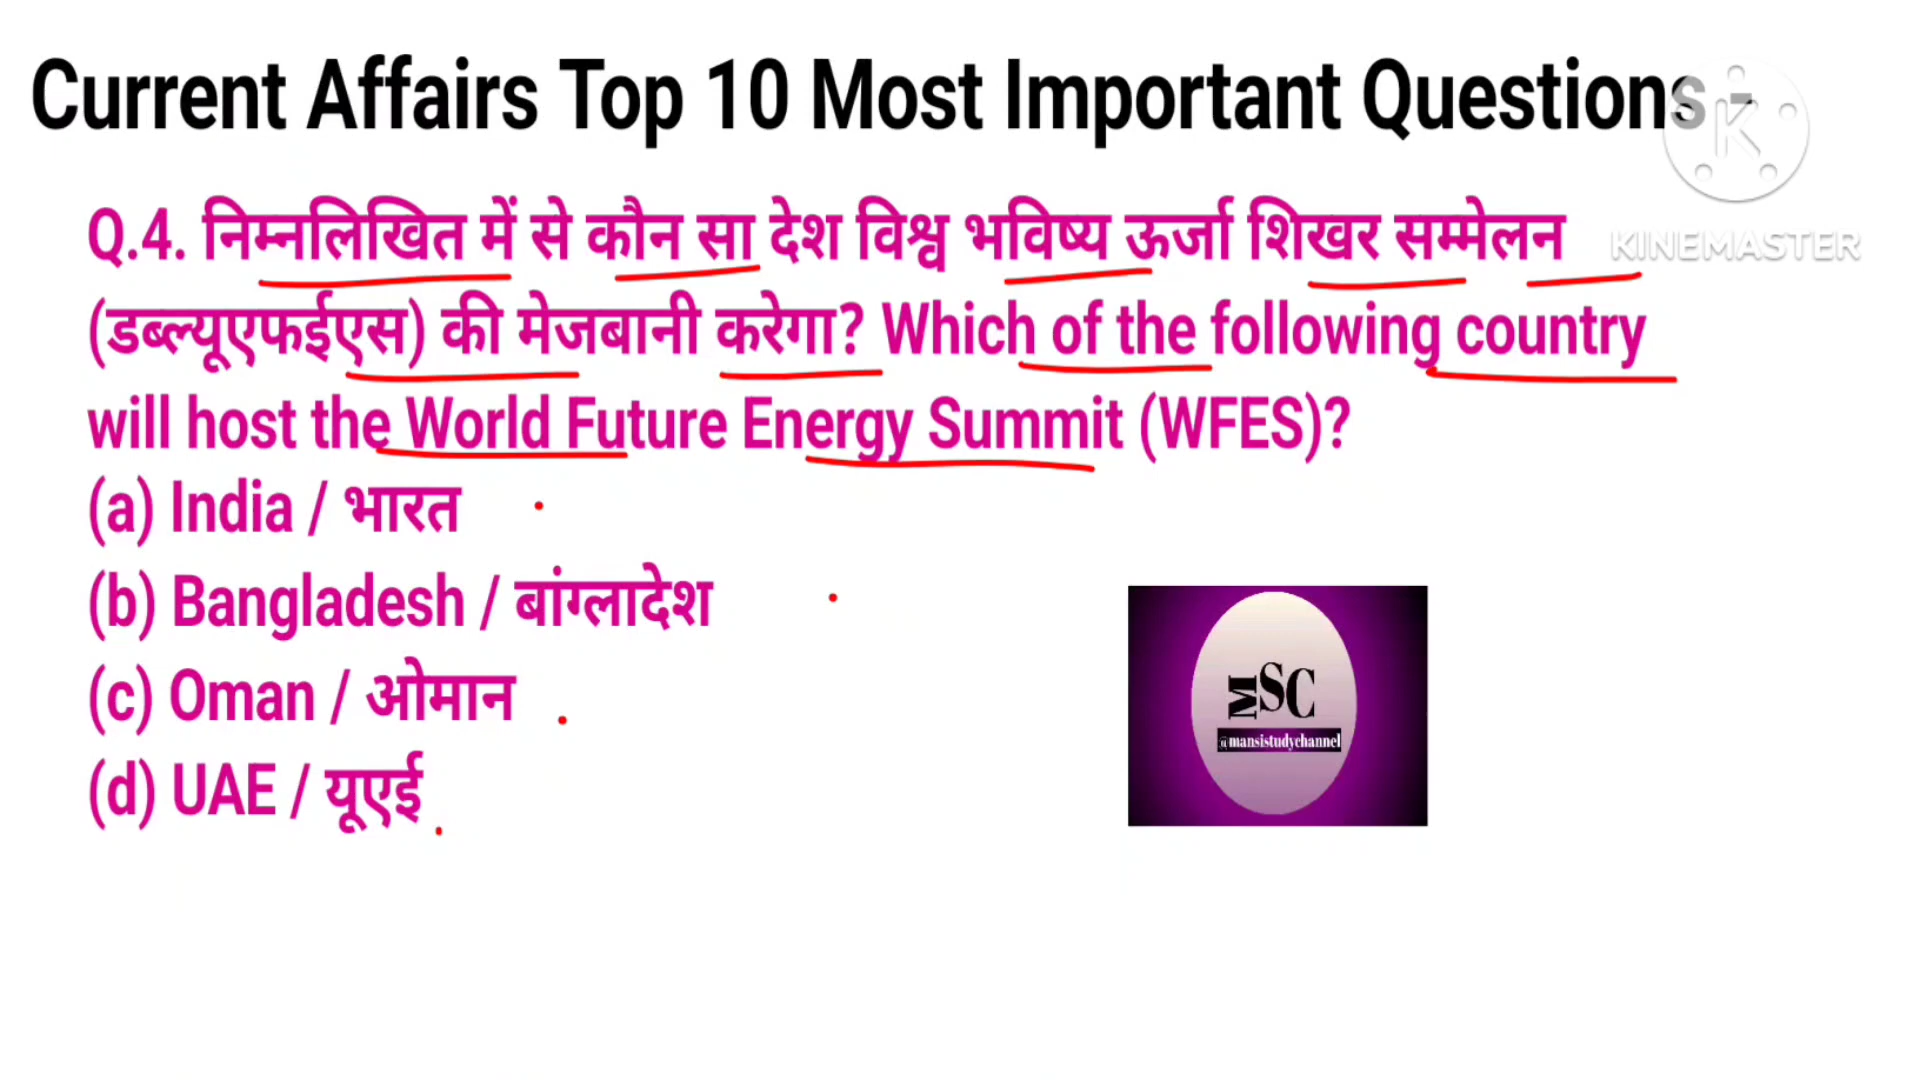 Current Affairs Top 10 Most Important Questions -
KINEMASTER
Q.4. निम्नलिखित में से कौन सा देश विश्व भविष्य ऊर्जा शिखर सम्मेलन
(डब्ल्यूएफईएस) की मेजबानी करेगा? Which of the following country
will host the World Future Energy Summit (WFES)?
(a) India / भारत
(b) Bangladesh / बांग्लादेश
(c) Oman / ओमान
(d) UAE / यूएई
MSC
@mansistudychannel